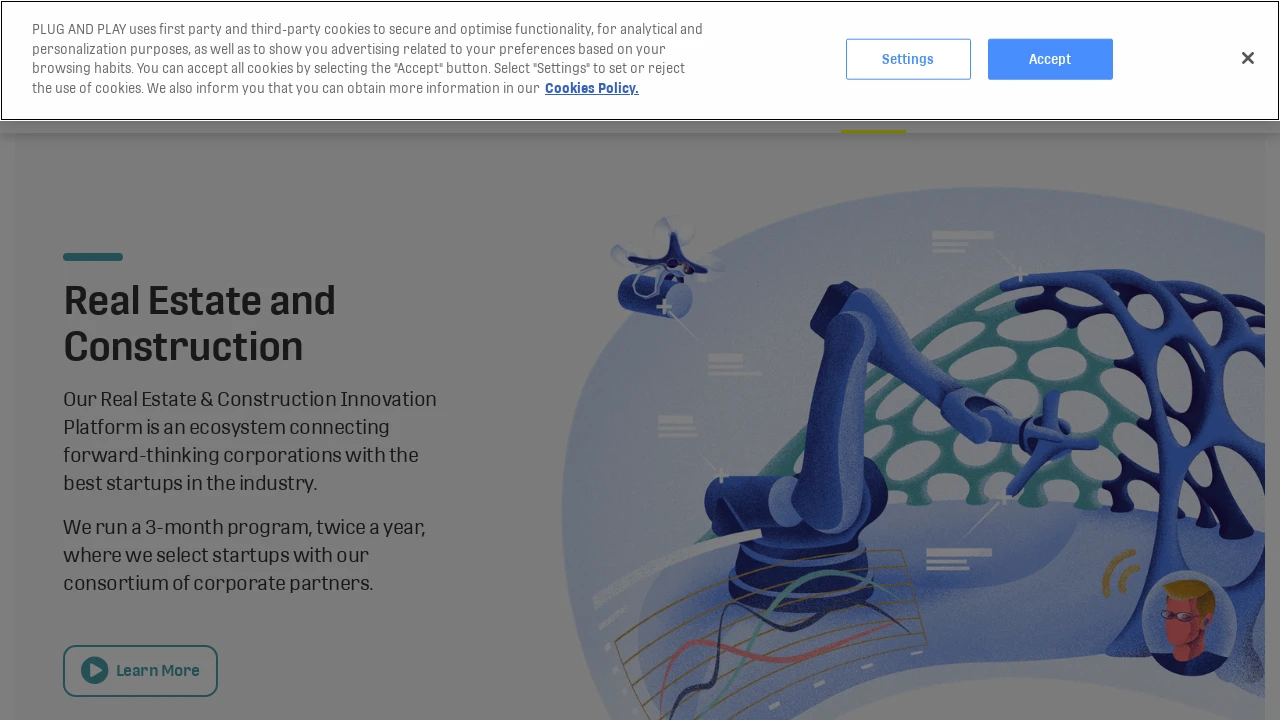 PLUG AND PLAY uses first party and third-party cookies to secure and optimise functionality, for analytical and
personalization purposes, as well as to show you advertising related to your preferences based on your
browsing habits. You can accept all cookies by selecting the "Accept" button. Select "Settings" to set or reject
the use of cookies. We also inform you that you can obtain more information in our Cookies Policy.
Settings
Accept
Real Estate and
Construction
Our Real Estate & Construction Innovation
Platform is an ecosystem connecting
forward-thinking corporations with the
best startups in the industry.
We run a 3-month program, twice a year,
where we select startups with our
consortium of corporate partners.
Learn More